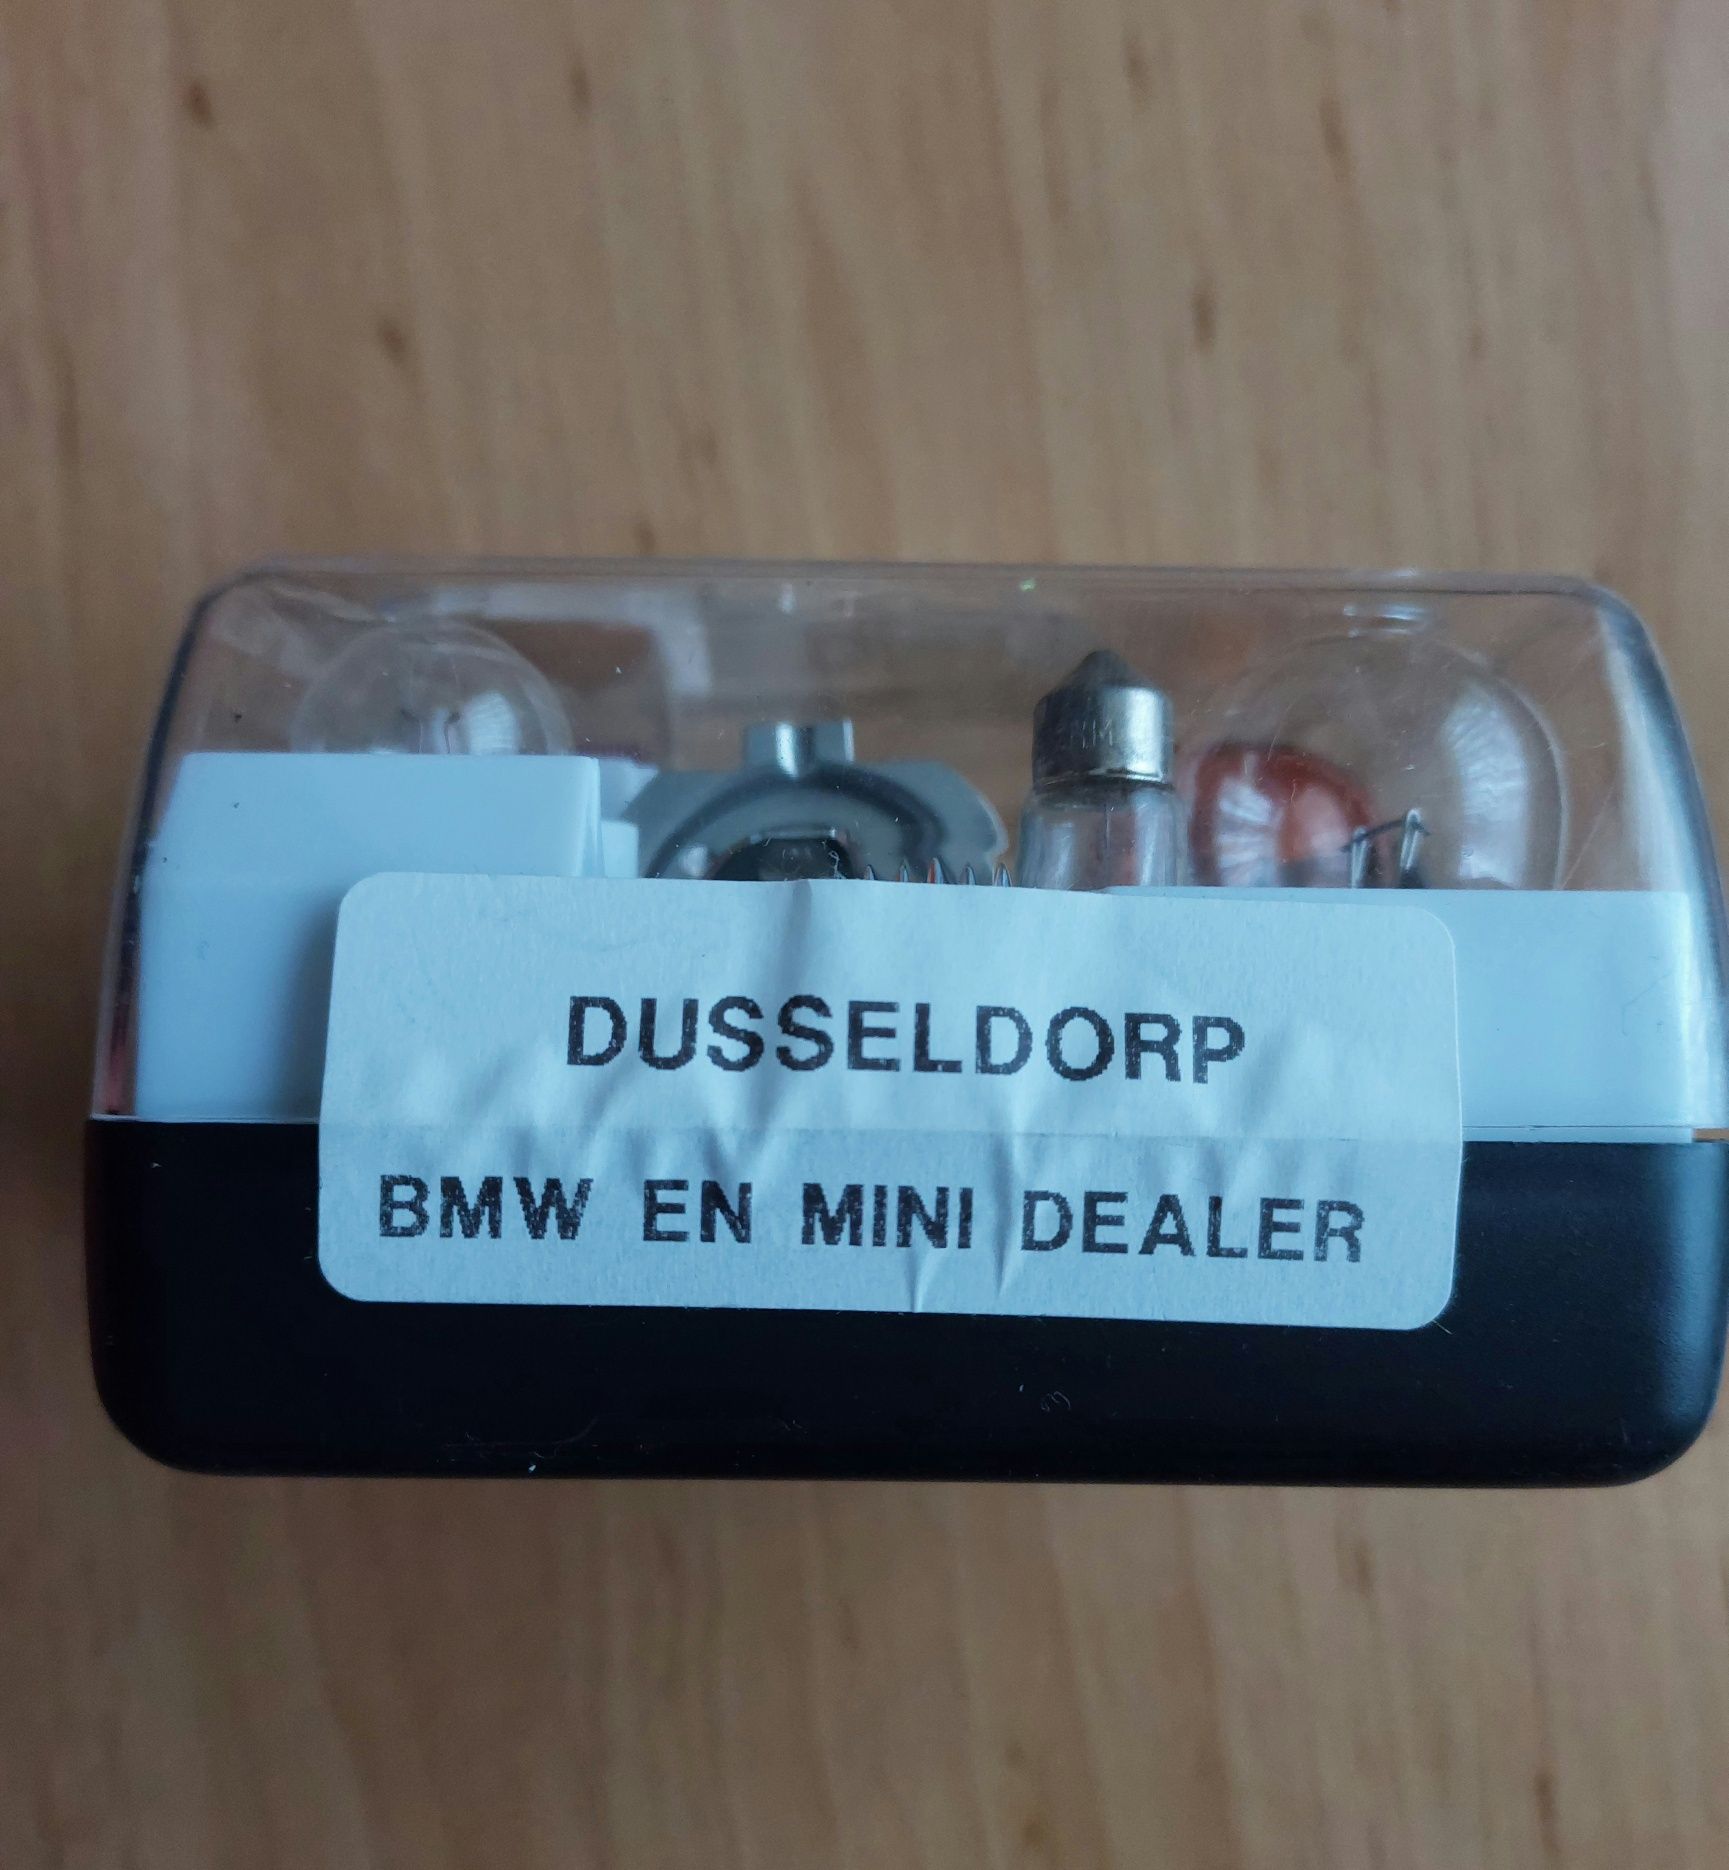 DUSSELDORP
BMW EN MINI DEALER